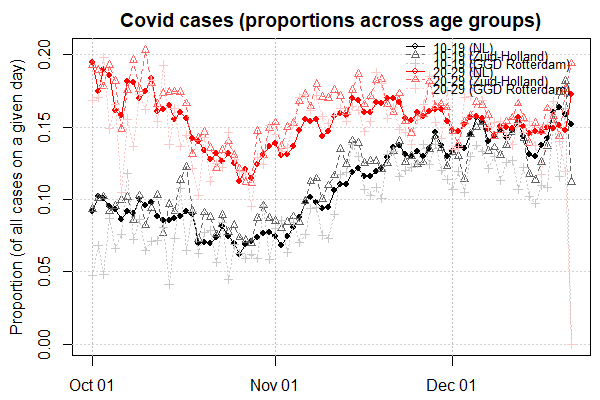 Covid cases (proportions across age groups)
10-19 (NL)
10-19 (Zuid-Holland)
10-19 (GGD Rotterdam)
20-29 (NL)
20-29 (Zuid-Holland)
20-29 (GGD Rotterdam)
Proportion (of all cases on a given day)
0.20
0.15
0.10
0.05
0.00
Oct 01
Nov 01
Dec 01